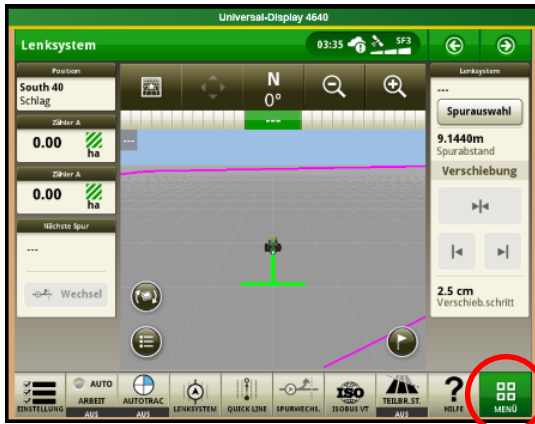 Universal-Display 4640
Lenksystem
03:35
SF3
Position
South 40
Schlag
Zähler A
0.00
ha
Zähler A
0.00
ha
Nächste Spur
---
Wechsel
N
0°
---
---
Lenksystem
---
Spurauswahl
9.1440m
Spurabstand
Verschiebung
2.5 cm
Verschieb.schritt
EINSTELLUNG
AUTO
ARBEIT
AUS
AUTOTRAC
AUS
LENKSYSTEM
QUICK LINE
SPURWECHS.
ISO
ISOBUS VT
TEILBR.ST.
AUS
?
HILFE
MENÜ